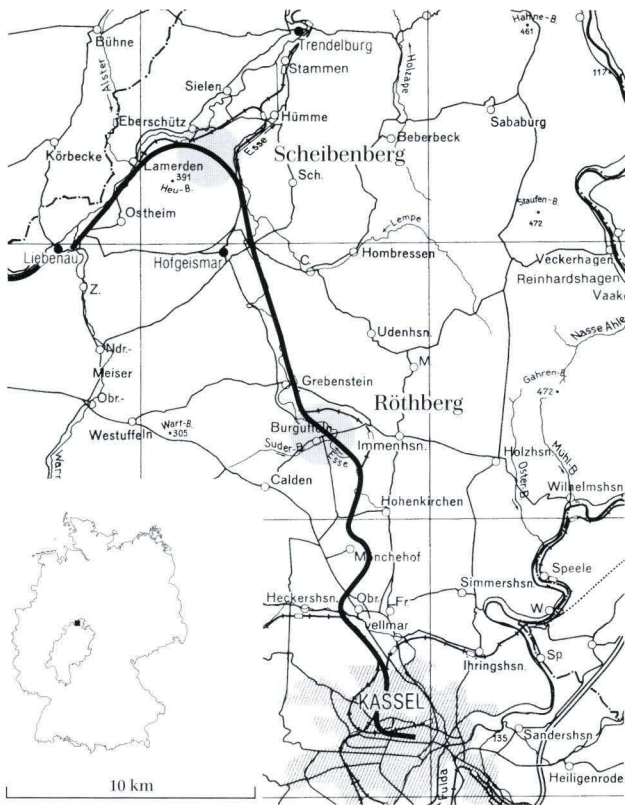 Hahne-B.
461
Bühne
Trendelburg
Holzape
117
Stammen
Alster
Sielen
Eberschütz
Hümme
Sababurg
Esse
Beberbeck
Körbecke
Scheibenberg
Lamerden
391
Heu-B.
Sch.
Staufen-B.
472
Ostheim
Lempe
Liebenau
Hofgeismar
Hombressen
Veckerhagen
C.
Reinhardshagen
Z.
Vaake
Udenhsn.
Nasse Ahle
Ndr.-
M.
Meiser
Gahren-B.
472
Grebenstein
Obr.-
Röthberg
Westuffeln
Wart-B.
305
Burguffeln
Immenhsn.
Suder-B.
Esse
Holzhsn.
Mühl-B.
Warme
Calden
Oster-B.
Wilhelmshsn.
Hohenkirchen
Mönchehof
Speele
Simmershsn.
Heckershsn.
Obr.-
Fr.
W.
vellmar
Ihringshsn.
Sp.
KASSEL
135
Sandershsn.
Fulda
Heiligenrode
10 km